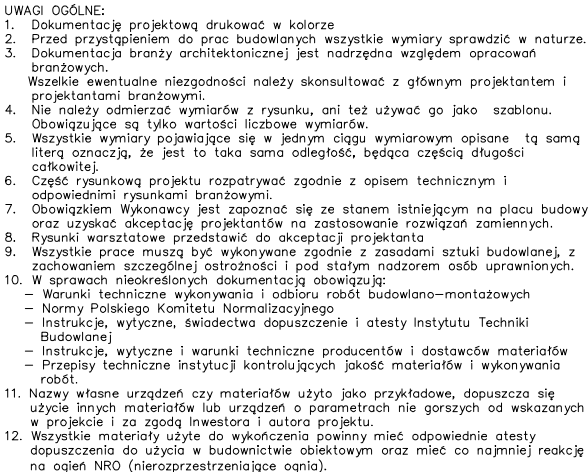 UWAGI OGÓLNE:
1. Dokumentację projektową drukować w kolorze
2. Przed przystąpieniem do prac budowlanych wszystkie wymiary sprawdzić w naturze.
3. Dokumentacja branży architektonicznej jest nadrzędna względem opracowań
branżowych.
Wszelkie ewentualne niezgodności należy skonsultować z głównym projektantem i
projektantami branżowymi.
4. Nie należy odmierzać wymiarów z rysunku, ani też używać go jako szablonu.
Obowiązujące są tylko wartości liczbowe wymiarów.
5. Wszystkie wymiary pojawiające się w jednym ciągu wymiarowym opisane tą samą
literą oznaczją, że jest to taka sama odległość, będąca częścią długości
całkowitej.
6. Część rysunkową projektu rozpatrywać zgodnie z opisem technicznym i
odpowiednimi rysunkami branżowymi.
7. Obowiązkiem Wykonawcy jest zapoznać się ze stanem istniejącym na placu budowy
oraz uzyskać akceptację projektantów na zastosowanie rozwiązań zamiennych.
8. Rysunki warsztatowe przedstawić do akceptacji projektanta
9. Wszystkie prace muszą być wykonywane zgodnie z zasadami sztuki budowlanej, z
zachowaniem szczególnej ostrożności i pod stałym nadzorem osób uprawnionych.
10. W sprawach nieokreślonych dokumentacją obowiązują:
– Warunki techniczne wykonywania i odbioru robót budowlano–montażowych
– Normy Polskiego Komitetu Normalizacyjnego
– Instrukcje, wytyczne, świadectwa dopuszczenie i atesty Instytutu Techniki
Budowlanej
– Instrukcje, wytyczne i warunki techniczne producentów i dostawców materiałów
– Przepisy techniczne instytucji kontrolujących jakość materiałów i wykonywania
robót.
11. Nazwy własne urządzeń czy materiałów użyto jako przykładowe, dopuszcza się
użycie innych materiałów lub urządzeń o parametrach nie gorszych od wskazanych
w projekcie i za zgodą Inwestora i autora projektu.
12. Wszystkie materiały użyte do wykończenia powinny mieć odpowiednie atesty
dopuszczenia do użycia w budownictwie obiektowym oraz mieć co najmniej reakcję
na ogień NRO (nierozprzestrzeniające ognia).